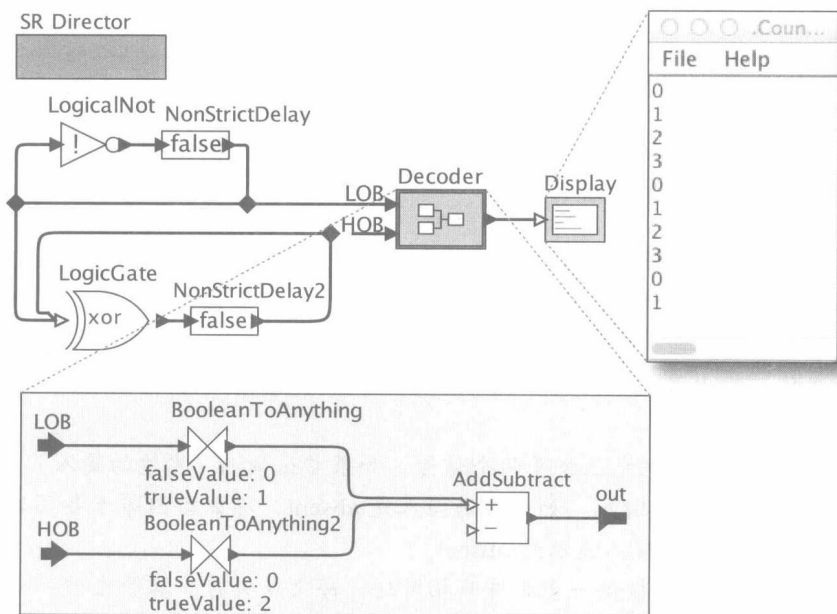 SR Director
LogicalNot
!
NonStrictDelay
false
LOB
HOB
Decoder
Display
LogicGate
xor
NonStrictDelay2
false
.Coun...
File Help
0
1
2
3
0
1
2
3
0
1
LOB
BooleanToAnything
falseValue: 0
trueValue: 1
HOB
BooleanToAnything2
falseValue: 0
trueValue: 2
AddSubtract
+
−
out